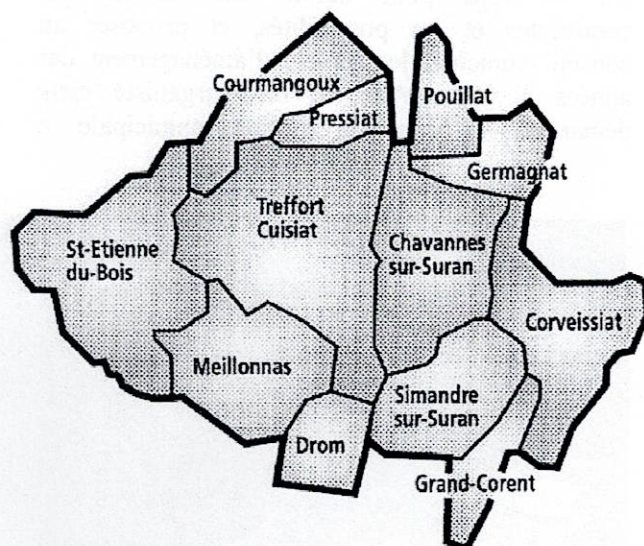 Courmangoux
Pressiat
Pouillat
Germagnat
Treffort
Cuisiat
St-Etienne
du-Bois
Chavannes
sur-Suran
Corveissiat
Meillonnas
Simandre
sur-Suran
Drom
Grand-Corent